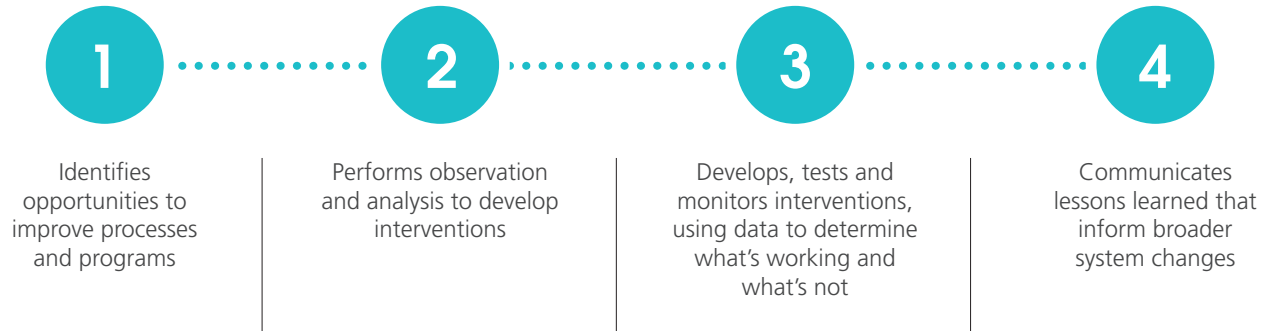 1
2
3
4
Identifies
opportunities to
improve processes
and programs
Performs observation
and analysis to develop
interventions
Develops, tests and
monitors interventions,
using data to determine
what’s working and
what’s not
Communicates
lessons learned that
inform broader
system changes